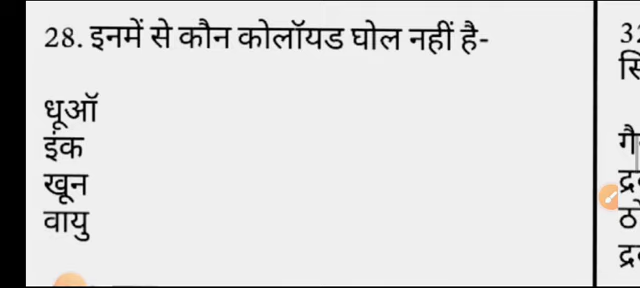 28. इनमें से कौन कोलॉयड घोल नहीं है-
धूऑ
इंक
खून
वायु